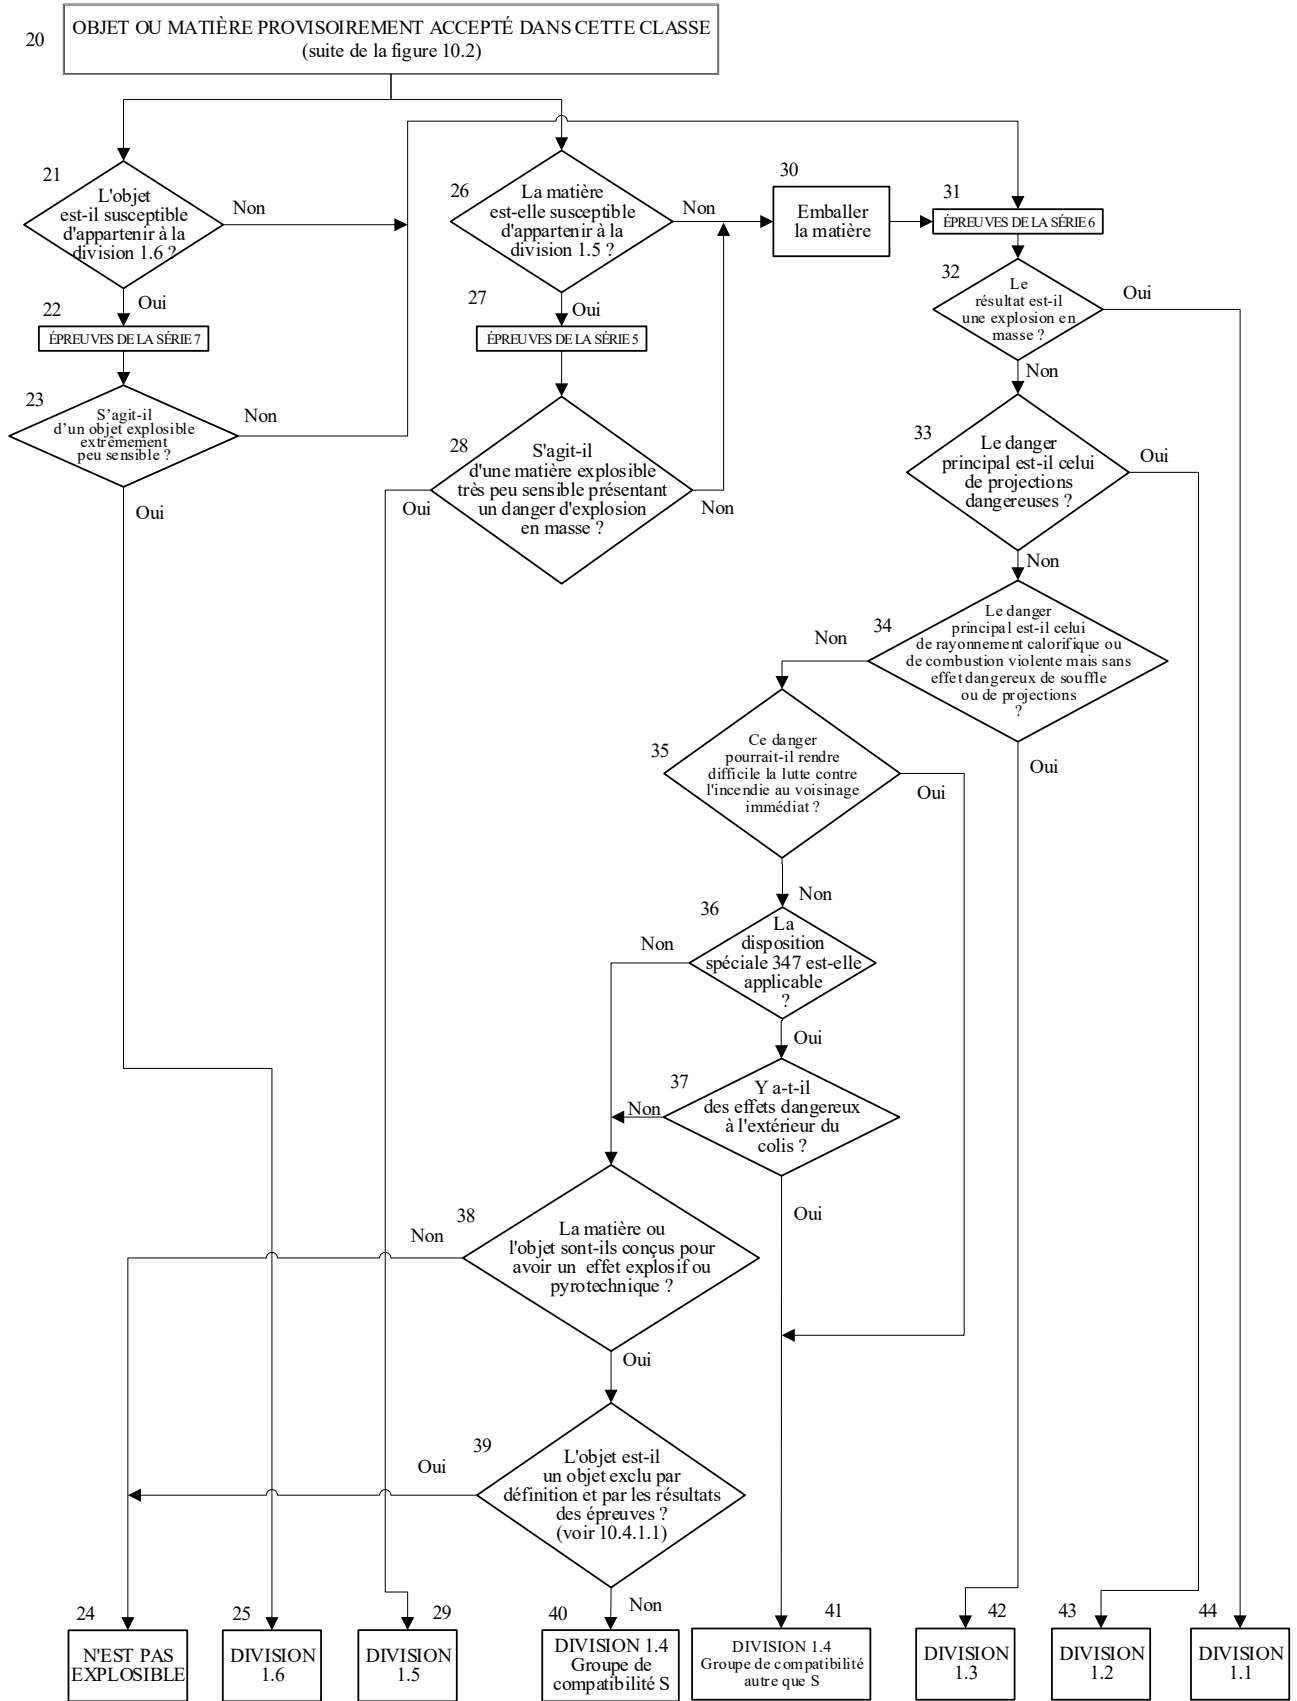 20
OBJET OU MATIÈRE PROVISOIREMENT ACCEPTÉ DANS CETTE CLASSE
(suite de la figure 10.2)
21
L'objet
est-il susceptible
d'appartenir à la
division 1.6 ?
Non
Oui
22
ÉPREUVES DE LA SÉRIE 7
23
S’agit-il
d’un objet explosible
extrêmement
peu sensible ?
Non
Oui
26
La matière
est-elle susceptible
d'appartenir à la
division 1.5 ?
Non
Oui
27
ÉPREUVES DE LA SÉRIE 5
28
S'agit-il
d'une matière explosible
très peu sensible présentant
un danger d'explosion
en masse ?
Oui
Non
30
Emballer
la matière
31
ÉPREUVES DE LA SÉRIE 6
32
Le
résultat est-il
une explosion en
masse ?
Oui
Non
33
Le danger
principal est-il celui
de projections
dangereuses ?
Oui
Non
34
Le danger
principal est-il celui
de rayonnement calorifique ou
de combustion violente mais sans
effet dangereux de souffle
ou de projections
?
Non
Oui
35
Ce danger
pourrait-il rendre
difficile la lutte contre
l'incendie au voisinage
immédiat ?
Oui
Non
36
La
disposition
spéciale 347 est-elle
applicable
?
Non
Oui
37
Y a-t-il
des effets dangereux
à l'extérieur du
colis ?
Non
Oui
38
La matière ou
l'objet sont-ils conçus pour
avoir un effet explosif ou
pyrotechnique ?
Non
Oui
39
L'objet est-il
un objet exclu par
définition et par les résultats
des épreuves ?
(voir 10.4.1.1)
Oui
Non
24
N'EST PAS
EXPLOSIBLE
25
DIVISION
1.6
29
DIVISION
1.5
40
DIVISION 1.4
Groupe de
compatibilité S
41
DIVISION 1.4
Groupe de compatibilité
autre que S
42
DIVISION
1.3
43
DIVISION
1.2
44
DIVISION
1.1